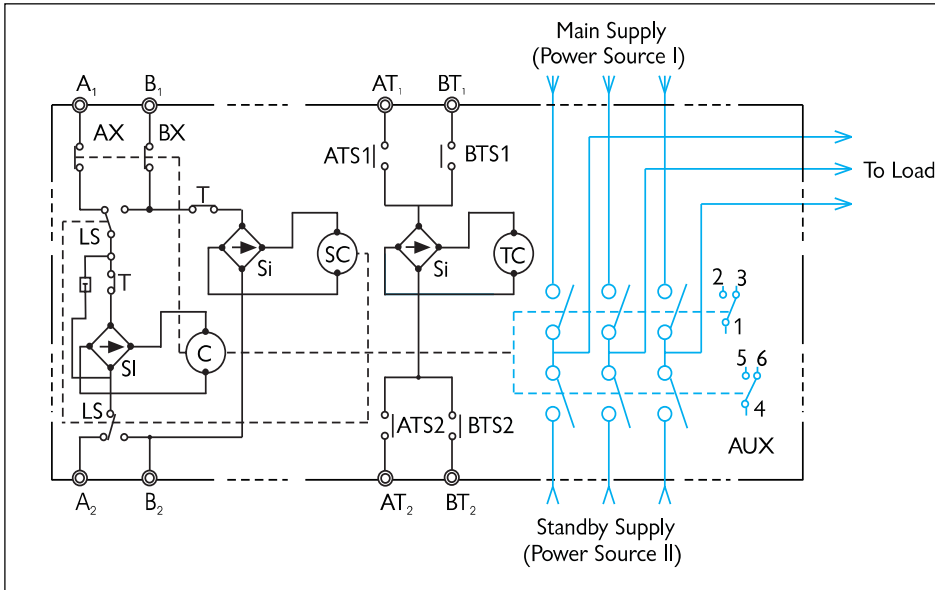 Main Supply
(Power Source I)
A1 B1 AT1 BT1
AX BX
ATS1 BTS1
To Load
T
LS
Si SC Si TC
T
2 3
1
SI C
5 6
4
LS
ATS2 BTS2
AUX
A2 B2 AT2 BT2
Standby Supply
(Power Source II)